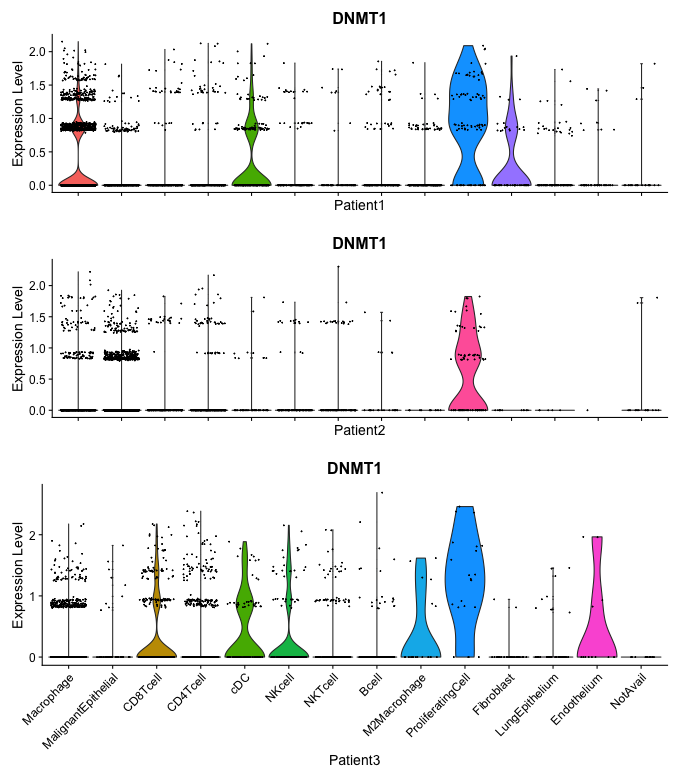 DNMT1
Expression Level
2.0
1.5
1.0
0.5
0.0
Patient1
DNMT1
Expression Level
2.0
1.5
1.0
0.5
0.0
Patient2
DNMT1
Expression Level
2
1
0
Macrophage
MalignantEpithelial
CD8Tcell
CD4Tcell
cDC
NKcell
NKTcell
Bcell
M2Macrophage
ProliferatingCell
Fibroblast
LungEpithelium
Endothelium
NotAvail
Patient3